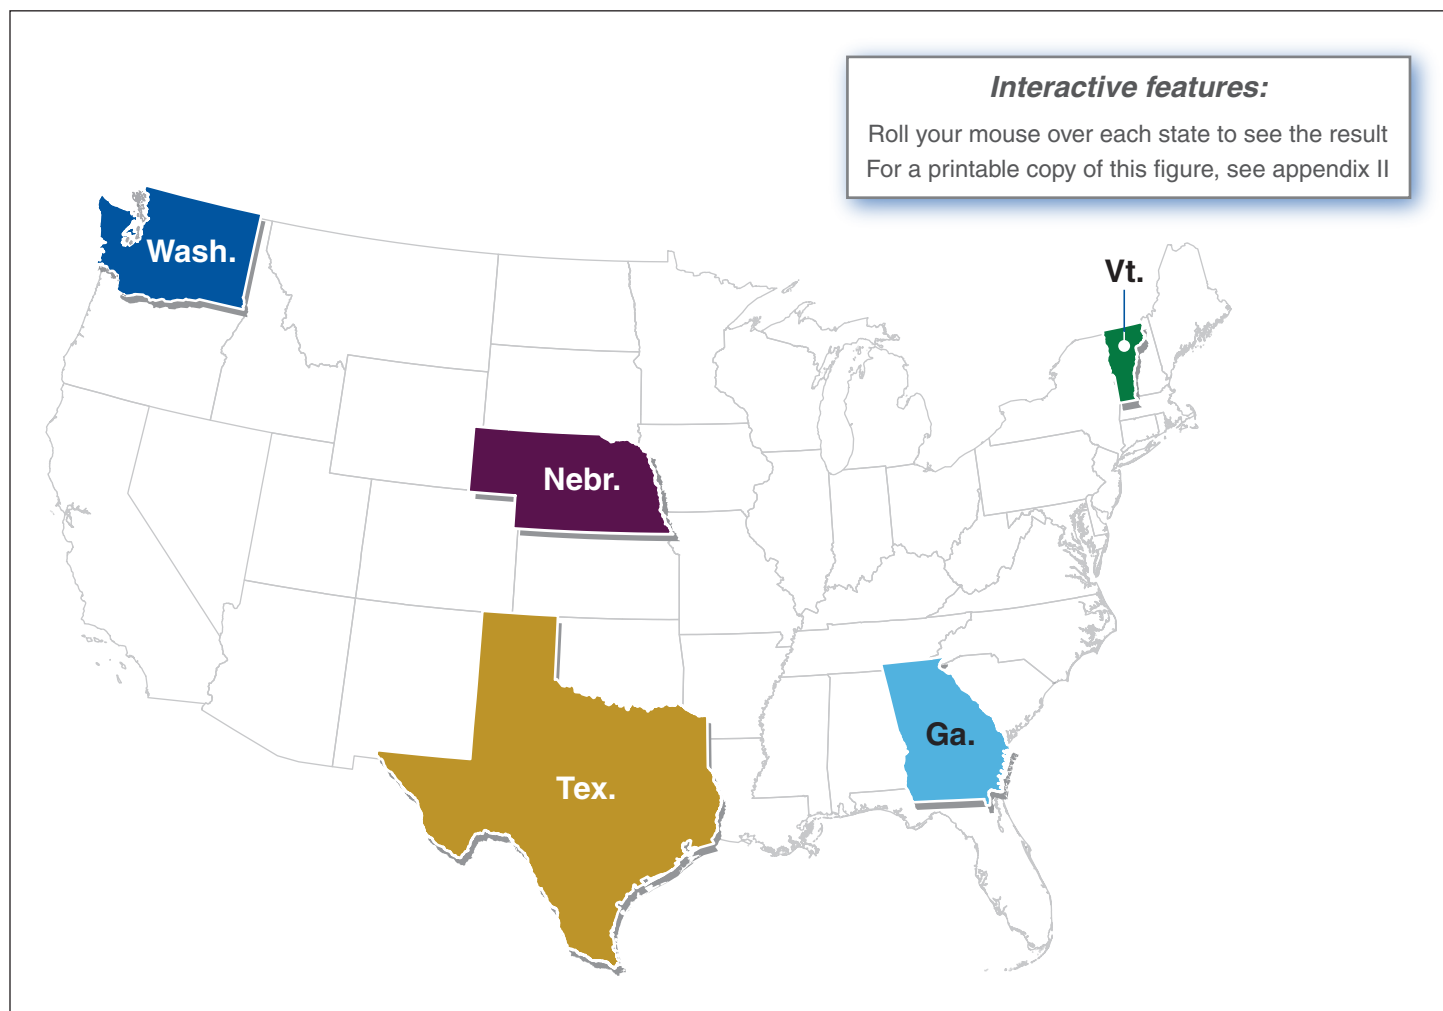 Interactive features:
Roll your mouse over each state to see the result
For a printable copy of this figure, see appendix II
Wash.
Vt.
Nebr.
Ga.
Tex.